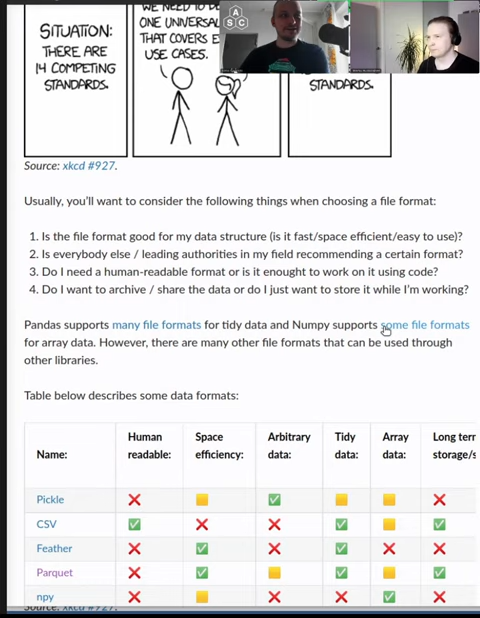 SITUATION:
THERE ARE
14 COMPETING
STANDARDS.
WE NEED TO
ONE UNIVERSAL
THAT COVERS
USE CASES.
STANDARDS.
A
S C
Source: xkcd #927.
Usually, you'll want to consider the following things when choosing a file format:
1. Is the file format good for my data structure (is it fast/space efficient/easy to use)?
2. Is everybody else / leading authorities in my field recommending a certain format?
3. Do I need a human-readable format or is it enought to work on it using code?
4. Do I want to archive / share the data or do I just want to store it while I'm working?
Pandas supports many file formats for tidy data and Numpy supports some file formats
for array data. However, there are many other file formats that can be used through
other libraries.
Table below describes some data formats:
Name: Human readable: Space efficiency: Arbitrary data: Tidy data: Array data: Long term storage/s
Pickle
CSV
Feather
Parquet
npy
Source: xkcd #927.